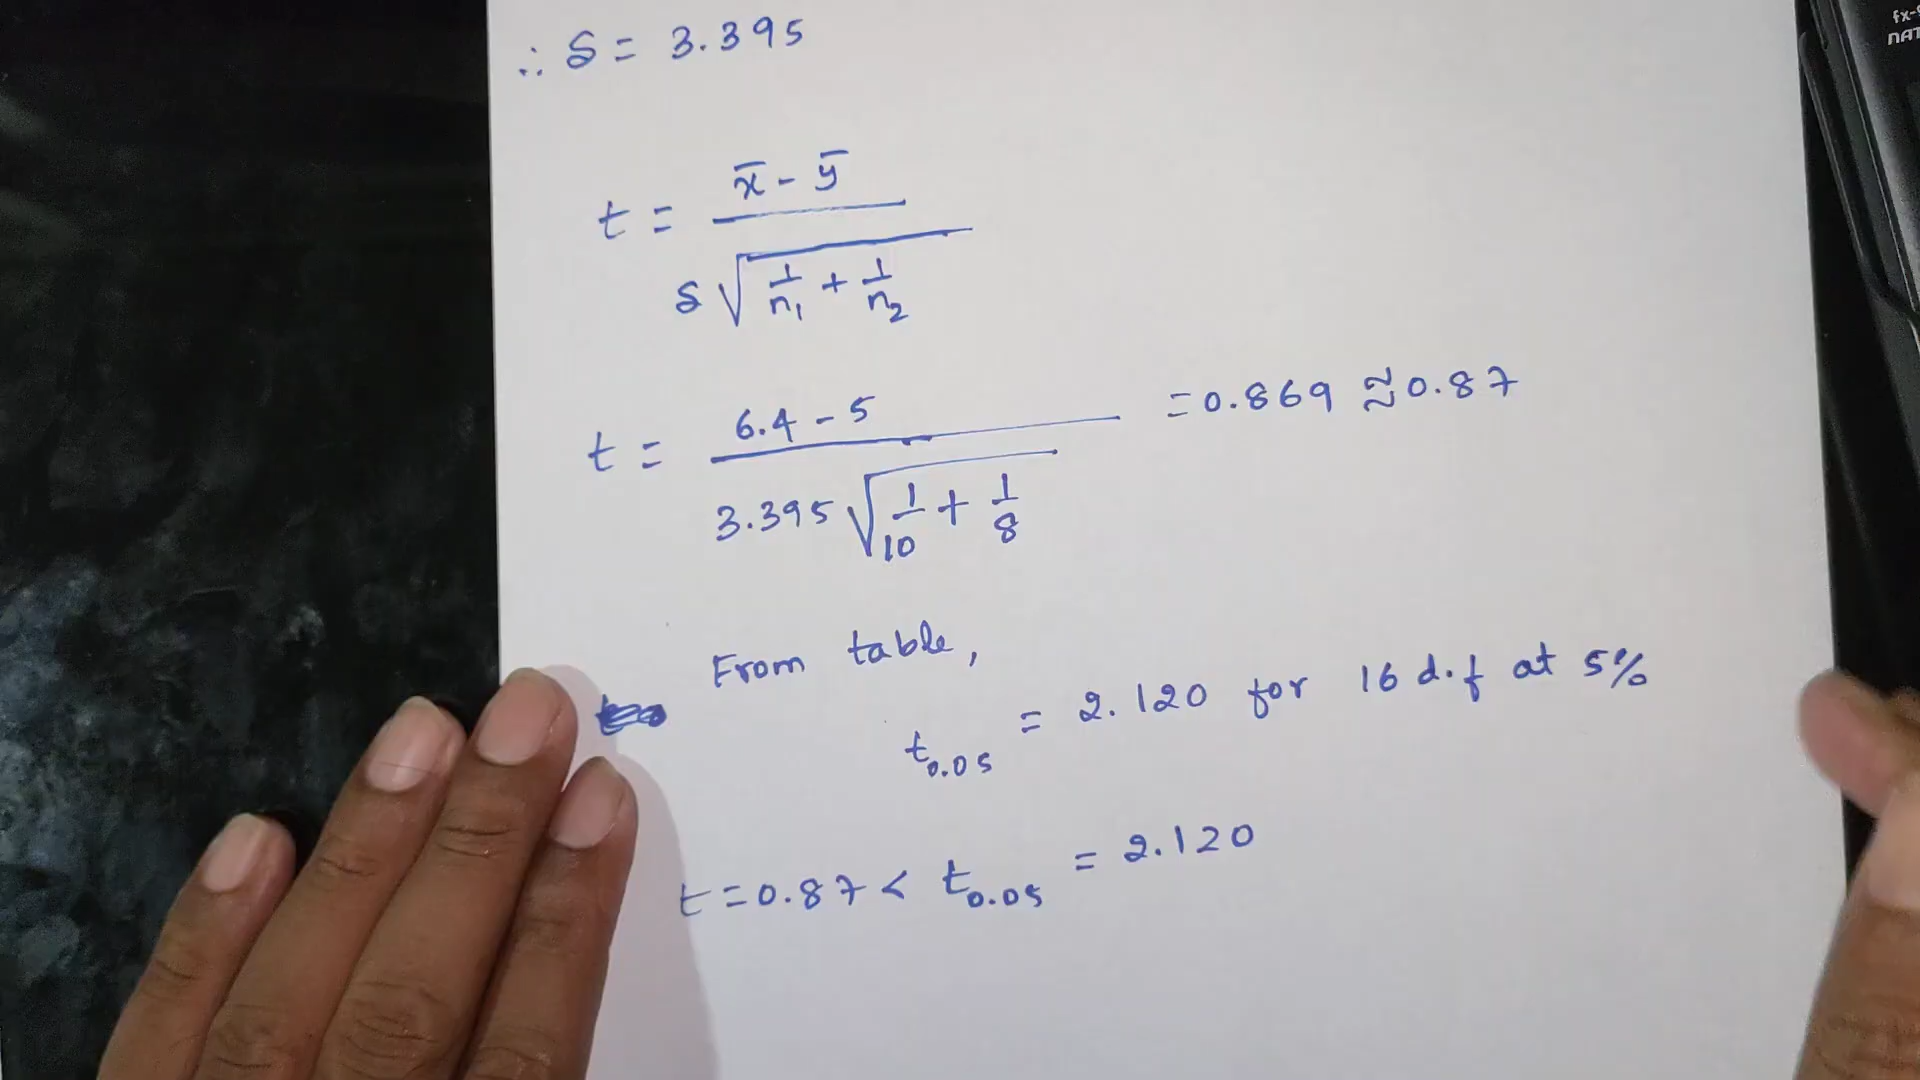 ∴ S = 3.395
t = x̄ - ȳ / S √ 1/n₁ + 1/n₂
t = 6.4 - 5 / 3.395 √ 1/10 + 1/8 = 0.869 ≈ 0.87
From table,
t₀.₀₅ = 2.120 for 16 d.f at 5%
t = 0.87 < t₀.₀₅ = 2.120